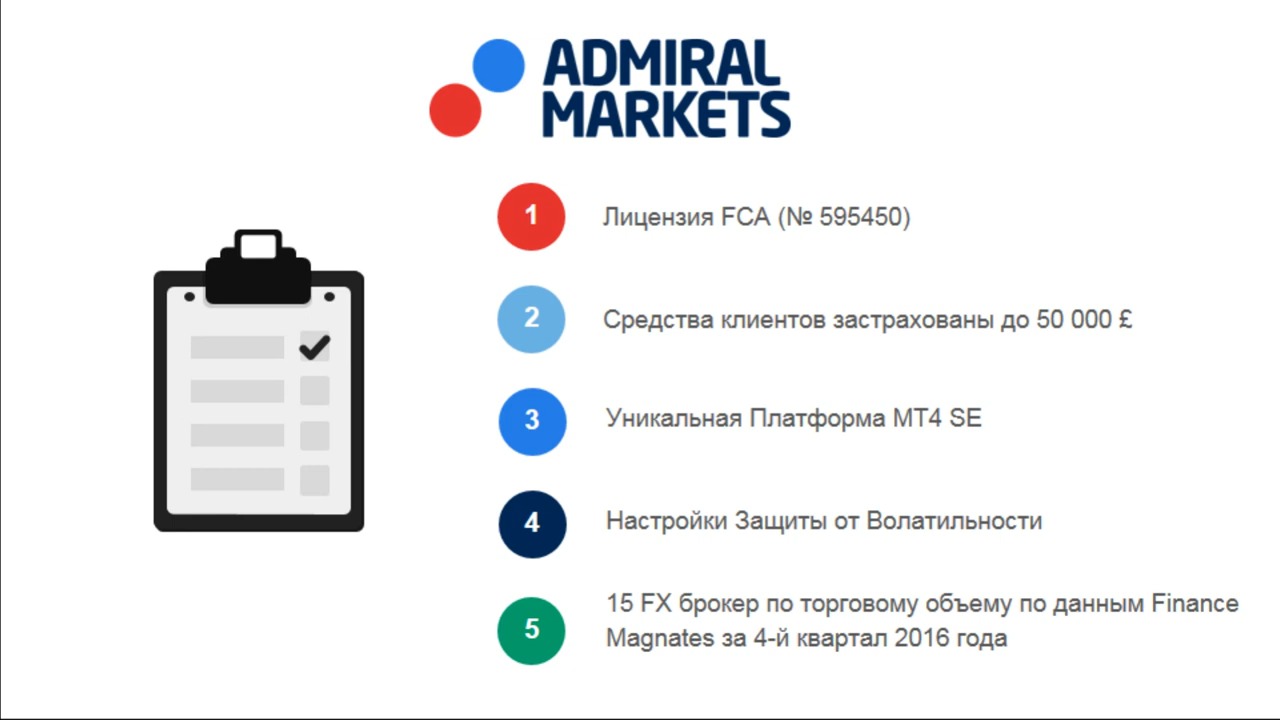 ADMIRAL
MARKETS
1 Лицензия FCA (№ 595450)
2 Средства клиентов застрахованы до 50 000 £
3 Уникальная Платформа МТ4 SE
4 Настройки Защиты от Волатильности
5 15 FX брокер по торговому объему по данным Finance
Magnates за 4-й квартал 2016 года